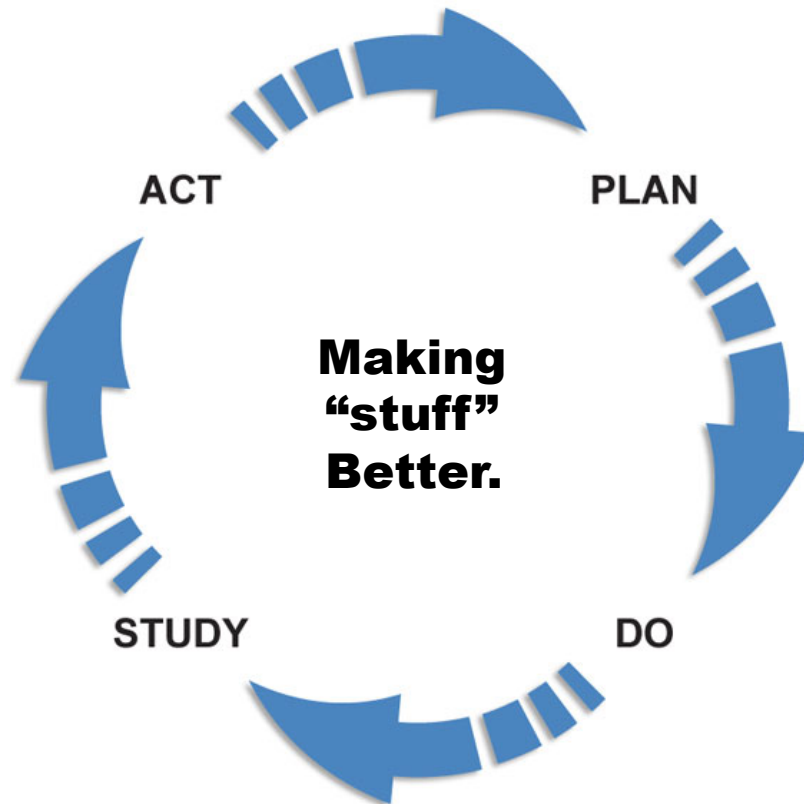 ACT
PLAN
Making
“stuff”
Better.
STUDY
DO